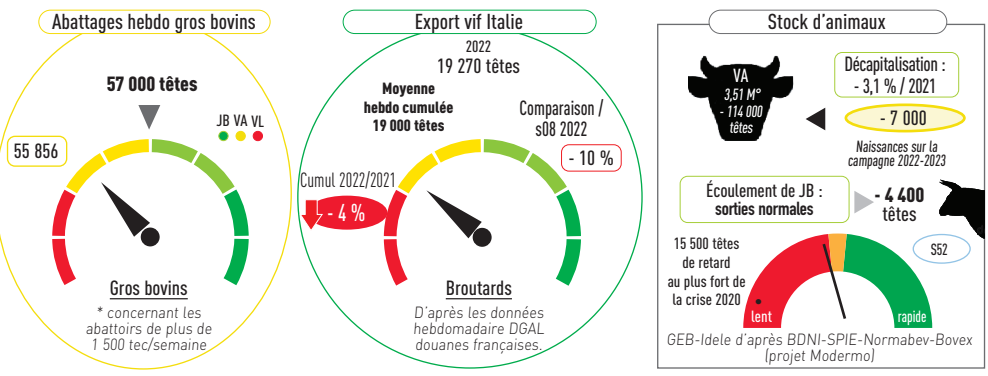 Abattages hebdo gros bovins
57 000 têtes
JB VA VL
55 856
Gros bovins
* concernant les
abattoirs de plus de
1 500 tec/semaine
Export vif Italie
2022
19 270 têtes
Moyenne
hebdo cumulée
19 000 têtes
Comparaison /
s08 2022
- 10 %
Cumul 2022/2021
- 4 %
Broutards
D'après les données
hebdomadaire DGAL
douanes françaises.
Stock d'animaux
VA
3,51 M°
- 114 000
têtes
Décapitalisation :
- 3,1 % / 2021
- 7 000
Naissances sur la
campagne 2022-2023
Écoulement de JB :
sorties normales
- 4 400
têtes
15 500 têtes
de retard
au plus fort de
la crise 2020
S52
lent
rapide
GEB-Idele d'après BDNI-SPIE-Normabev-Bovex
(projet Modermo)